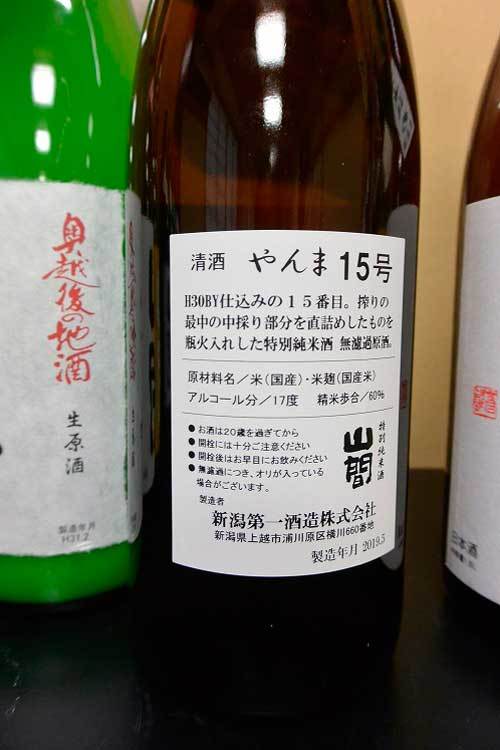 奥越後の地酒
生原酒
製造年月
H31.2
清酒 やんま 15号
H30BY仕込みの15番目。搾りの
最中の中採り部分を直詰めしたものを
瓶火入れした特別純米酒 無濾過原酒。
原材料名／米(国産)・米麹(国産米)
アルコール分／17度 精米歩合／60%
●お酒は20歳を過ぎてから
●開栓には十分ご注意ください
●開栓後はお早目にお飲みください
●無濾過につき、オリが入っている
場合がございます。
特別純米酒
山間
製造者
新潟第一酒造株式会社
新潟県上越市浦川原区横川660番地
製造年月 2019.5
日本酒